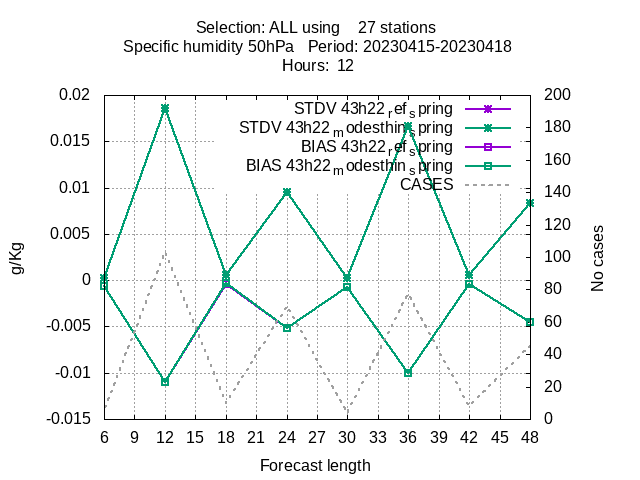 Selection: ALL using    27 stations
Specific humidity 50hPa   Period: 20230415-20230418
Hours:  12
STDV 43h22_ref_spring
STDV 43h22_modesthin_spring
BIAS 43h22_ref_spring
BIAS 43h22_modesthin_spring
CASES
0.02
0.015
0.01
0.005
0
-0.005
-0.01
-0.015
g/Kg
200
180
160
140
120
100
80
60
40
20
0
No cases
6 9 12 15 18 21 24 27 30 33 36 39 42 45 48
Forecast length